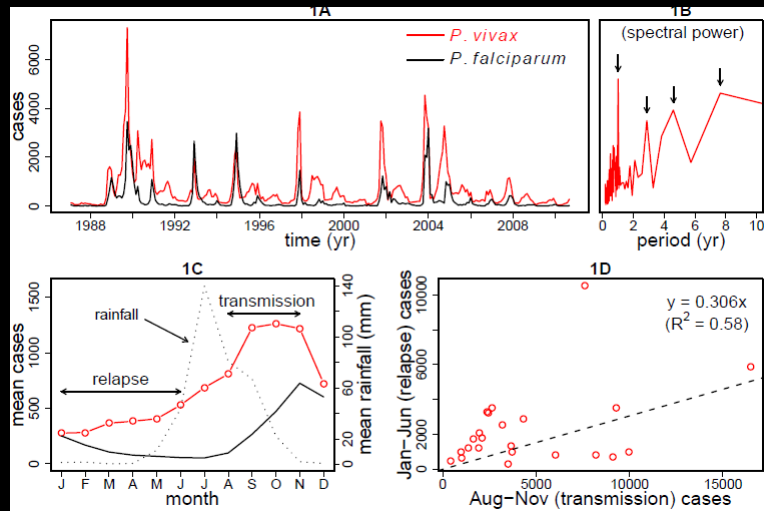 1A
P. vivax
P. falciparum
cases
0 2000 4000 6000
1988 1992 1996 2000 2004 2008
time (yr)
1B
(spectral power)
0 2 4 6 8 10
period (yr)
1C
transmission
rainfall
relapse
mean cases
0 500 1000 1500
mean rainfall (mm)
0 20 40 60 100 140
J F M A M J J A S O N D
month
1D
y = 0.306x
(R² = 0.58)
Jan−Jun (relapse) cases
0 2000 6000 10000
0 5000 10000 15000
Aug−Nov (transmission) cases